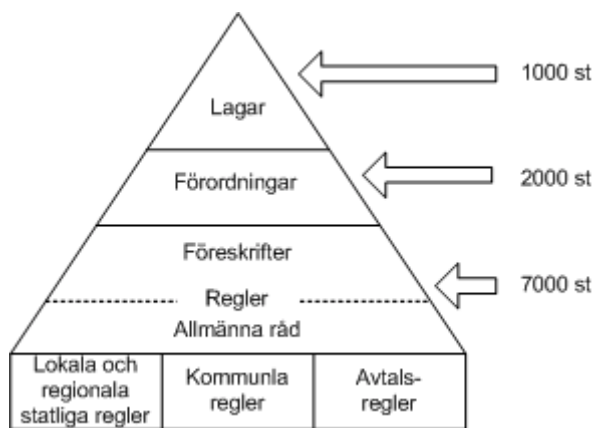 Lagar
1000 st
Förordningar
2000 st
Föreskrifter
Regler
7000 st
Allmänna råd
Lokala och
regionala
statliga regler
Kommunla
regler
Avtals-
regler